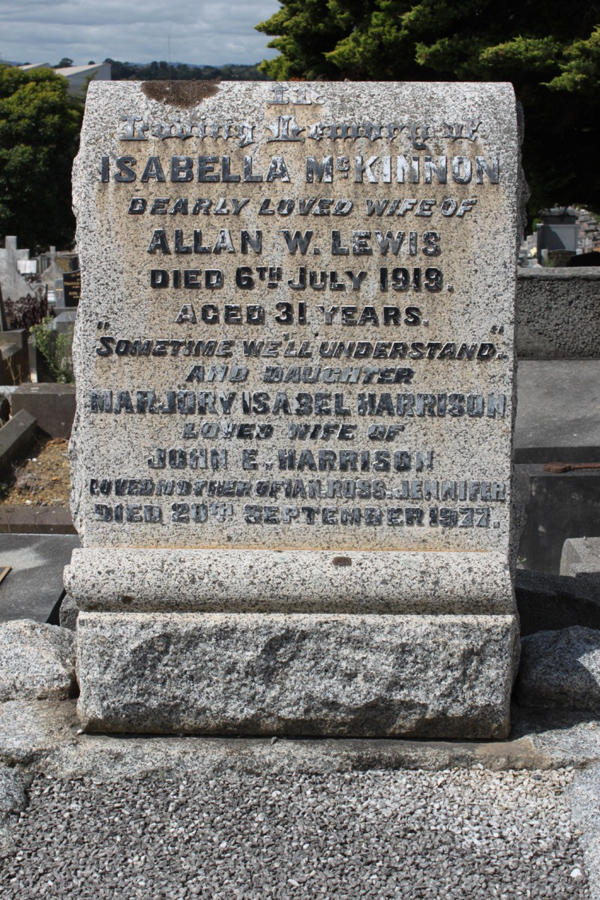 In
Loving Memory of
ISABELLA McKINNON
DEARLY LOVED WIFE OF
ALLAN W. LEWIS
DIED 6TH JULY 1919.
AGED 31 YEARS.
"SOMETIME WE'LL UNDERSTAND."
AND DAUGHTER
MARJORY ISABEL HARRISON
LOVED WIFE OF
JOHN E. HARRISON
LOVED MOTHER OF IAN, ROSS, JENNIFER
DIED 20TH SEPTEMBER 1977.